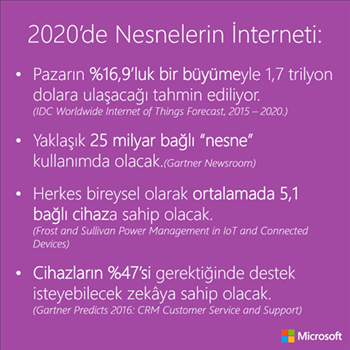 2020'de Nesnelerin İnterneti:
• Pazarın %16,9'luk bir büyümeyle 1,7 trilyon
dolara ulaşacağı tahmin ediliyor.
(IDC Worldwide Internet of Things Forecast, 2015 – 2020.)
• Yaklaşık 25 milyar bağlı “nesne”
kullanımda olacak.(Gartner Newsroom)
• Herkes bireysel olarak ortalamada 5,1
bağlı cihaza sahip olacak.
(Frost and Sullivan Power Management in IoT and Connected
Devices)
• Cihazların %47'si gerektiğinde destek
isteyebilecek zekâya sahip olacak.
(Gartner Predicts 2016: CRM Customer Service and Support)
Microsoft